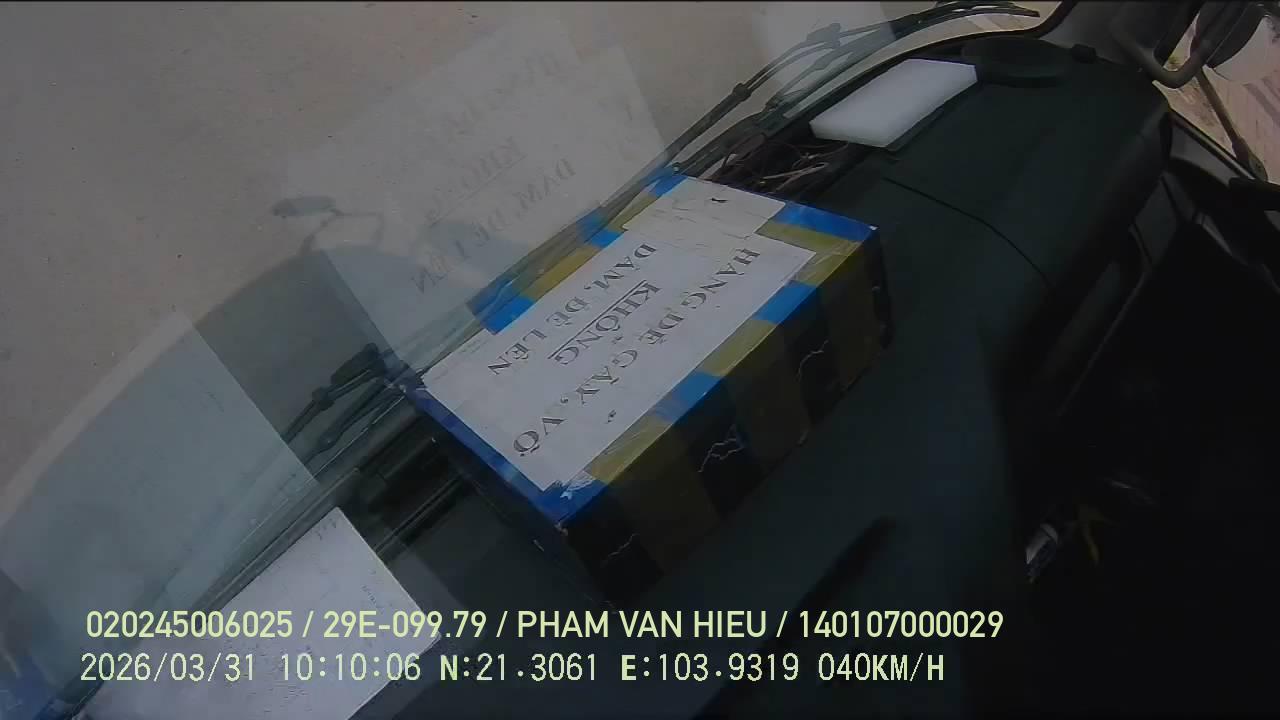 HÀNG DỄ GÃY, VỠ
"KHÔNG"
DẪM, ĐÈ LÊN
020245006025 / 29E-099.79 / PHAM VAN HIEU / 140107000029
2026/03/31 10:10:06 N:21.3061 E:103.9319 040KM/H